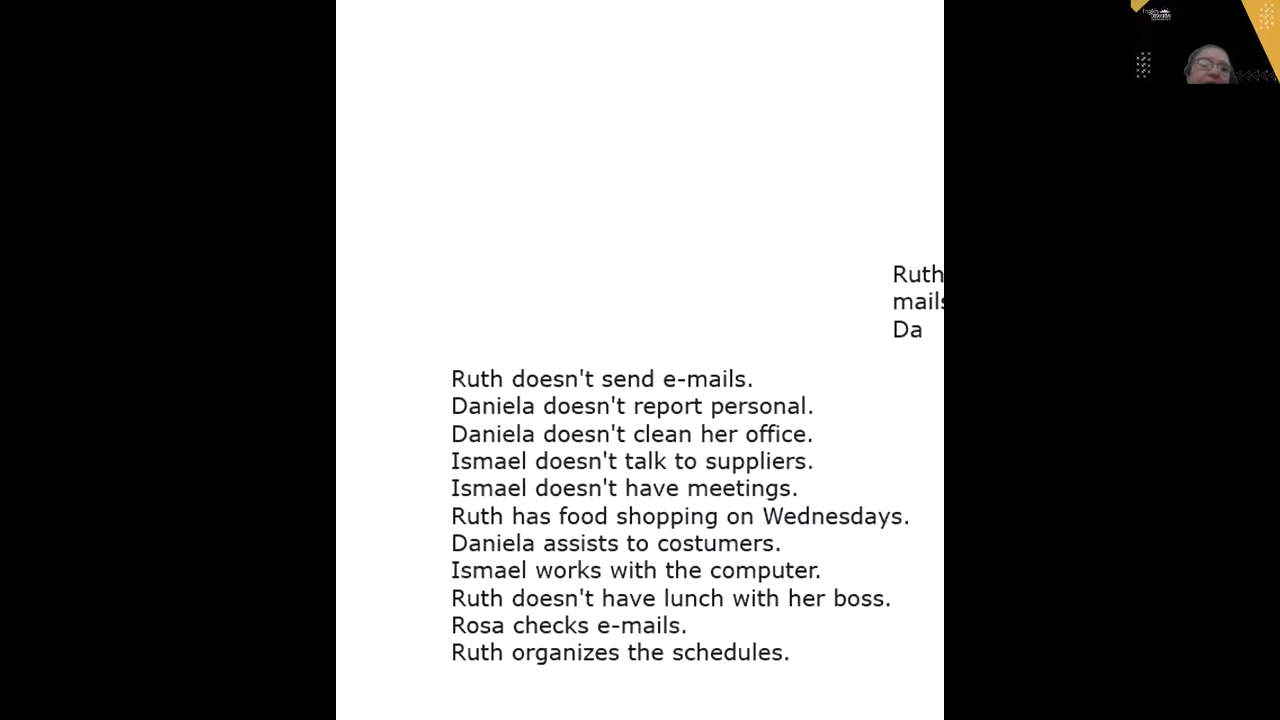 Ruth
mails
Da
Ruth doesn't send e-mails.
Daniela doesn't report personal.
Daniela doesn't clean her office.
Ismael doesn't talk to suppliers.
Ismael doesn't have meetings.
Ruth has food shopping on Wednesdays.
Daniela assists to costumers.
Ismael works with the computer.
Ruth doesn't have lunch with her boss.
Rosa checks e-mails.
Ruth organizes the schedules.